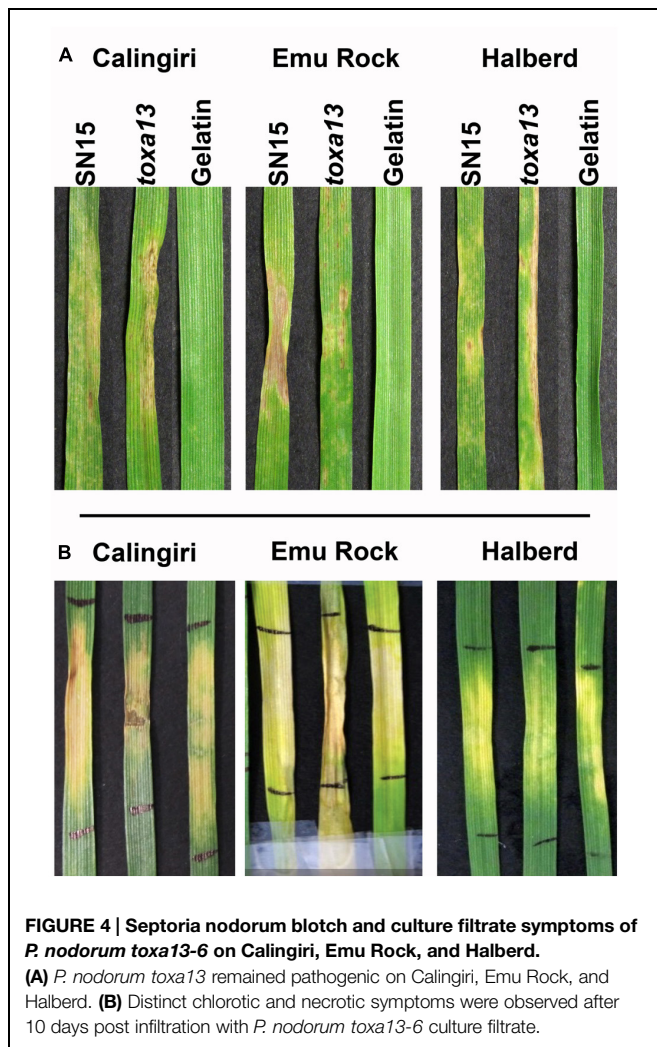 A Calingiri Emu Rock Halberd
SN15 toxa13 Gelatin SN15 toxa13 Gelatin SN15 toxa13 Gelatin
B Calingiri Emu Rock Halberd
FIGURE 4 | Septoria nodorum blotch and culture filtrate symptoms of
P. nodorum toxa13-6 on Calingiri, Emu Rock, and Halberd.
(A) P. nodorum toxa13 remained pathogenic on Calingiri, Emu Rock, and
Halberd. (B) Distinct chlorotic and necrotic symptoms were observed after
10 days post infiltration with P. nodorum toxa13-6 culture filtrate.